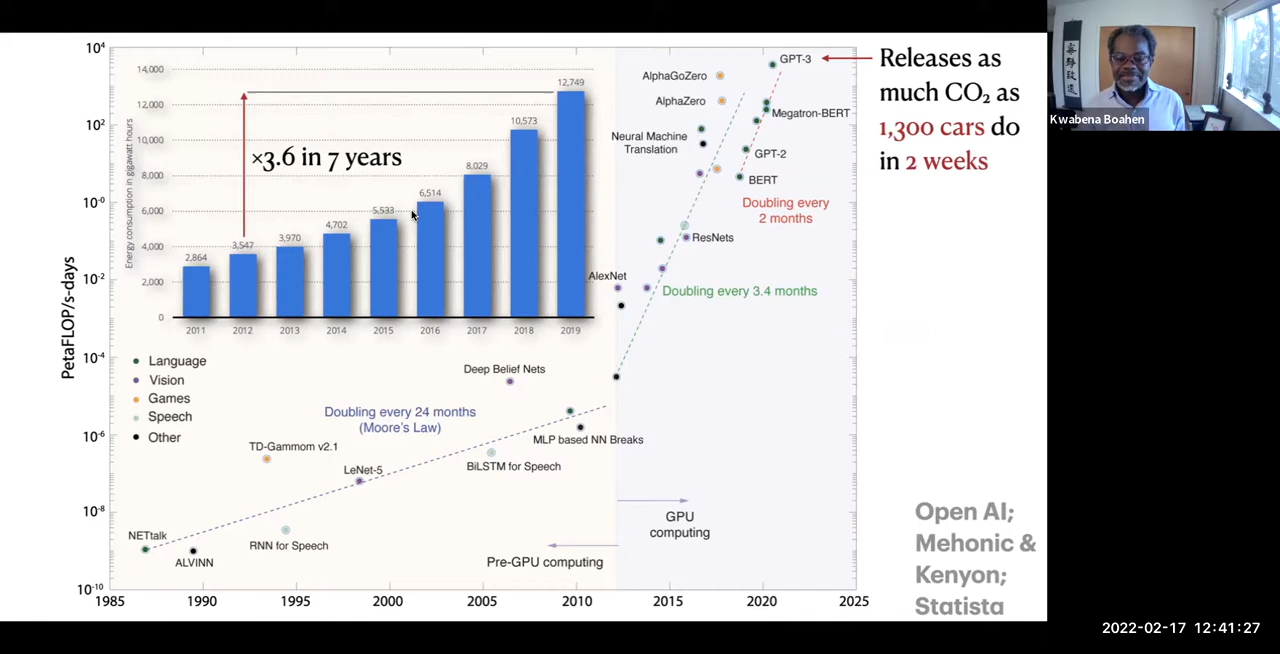 10⁴
10²
10⁻⁰
10⁻²
10⁻⁴
10⁻⁶
10⁻⁸
10⁻¹⁰
PetaFLOP/s-days
1985
1990
1995
2000
2005
2010
2015
2020
2025
Energy consumption in gigawatt hours
14,000
12,000
10,000
8,000
6,000
4,000
2,000
0
2,864
3,547
3,970
4,702
5,533
6,514
8,029
10,573
12,749
2011
2012
2013
2014
2015
2016
2017
2018
2019
×3.6 in 7 years
Language
Vision
Games
Speech
Other
Doubling every 24 months
(Moore's Law)
Deep Belief Nets
TD-Gammom v2.1
LeNet-5
MLP based NN Breaks
BiLSTM for Speech
NETtalk
ALVINN
RNN for Speech
Pre-GPU computing
GPU
computing
AlexNet
ResNets
Doubling every 3.4 months
Doubling every
2 months
AlphaGoZero
AlphaZero
Neural Machine
Translation
GPT-3
Megatron-BERT
GPT-2
BERT
Releases as
much CO₂ as
1,300 cars do
in 2 weeks
Open AI;
Mehonic &
Kenyon;
Statista
Kwabena Boahen
2022-02-17 12:41:27